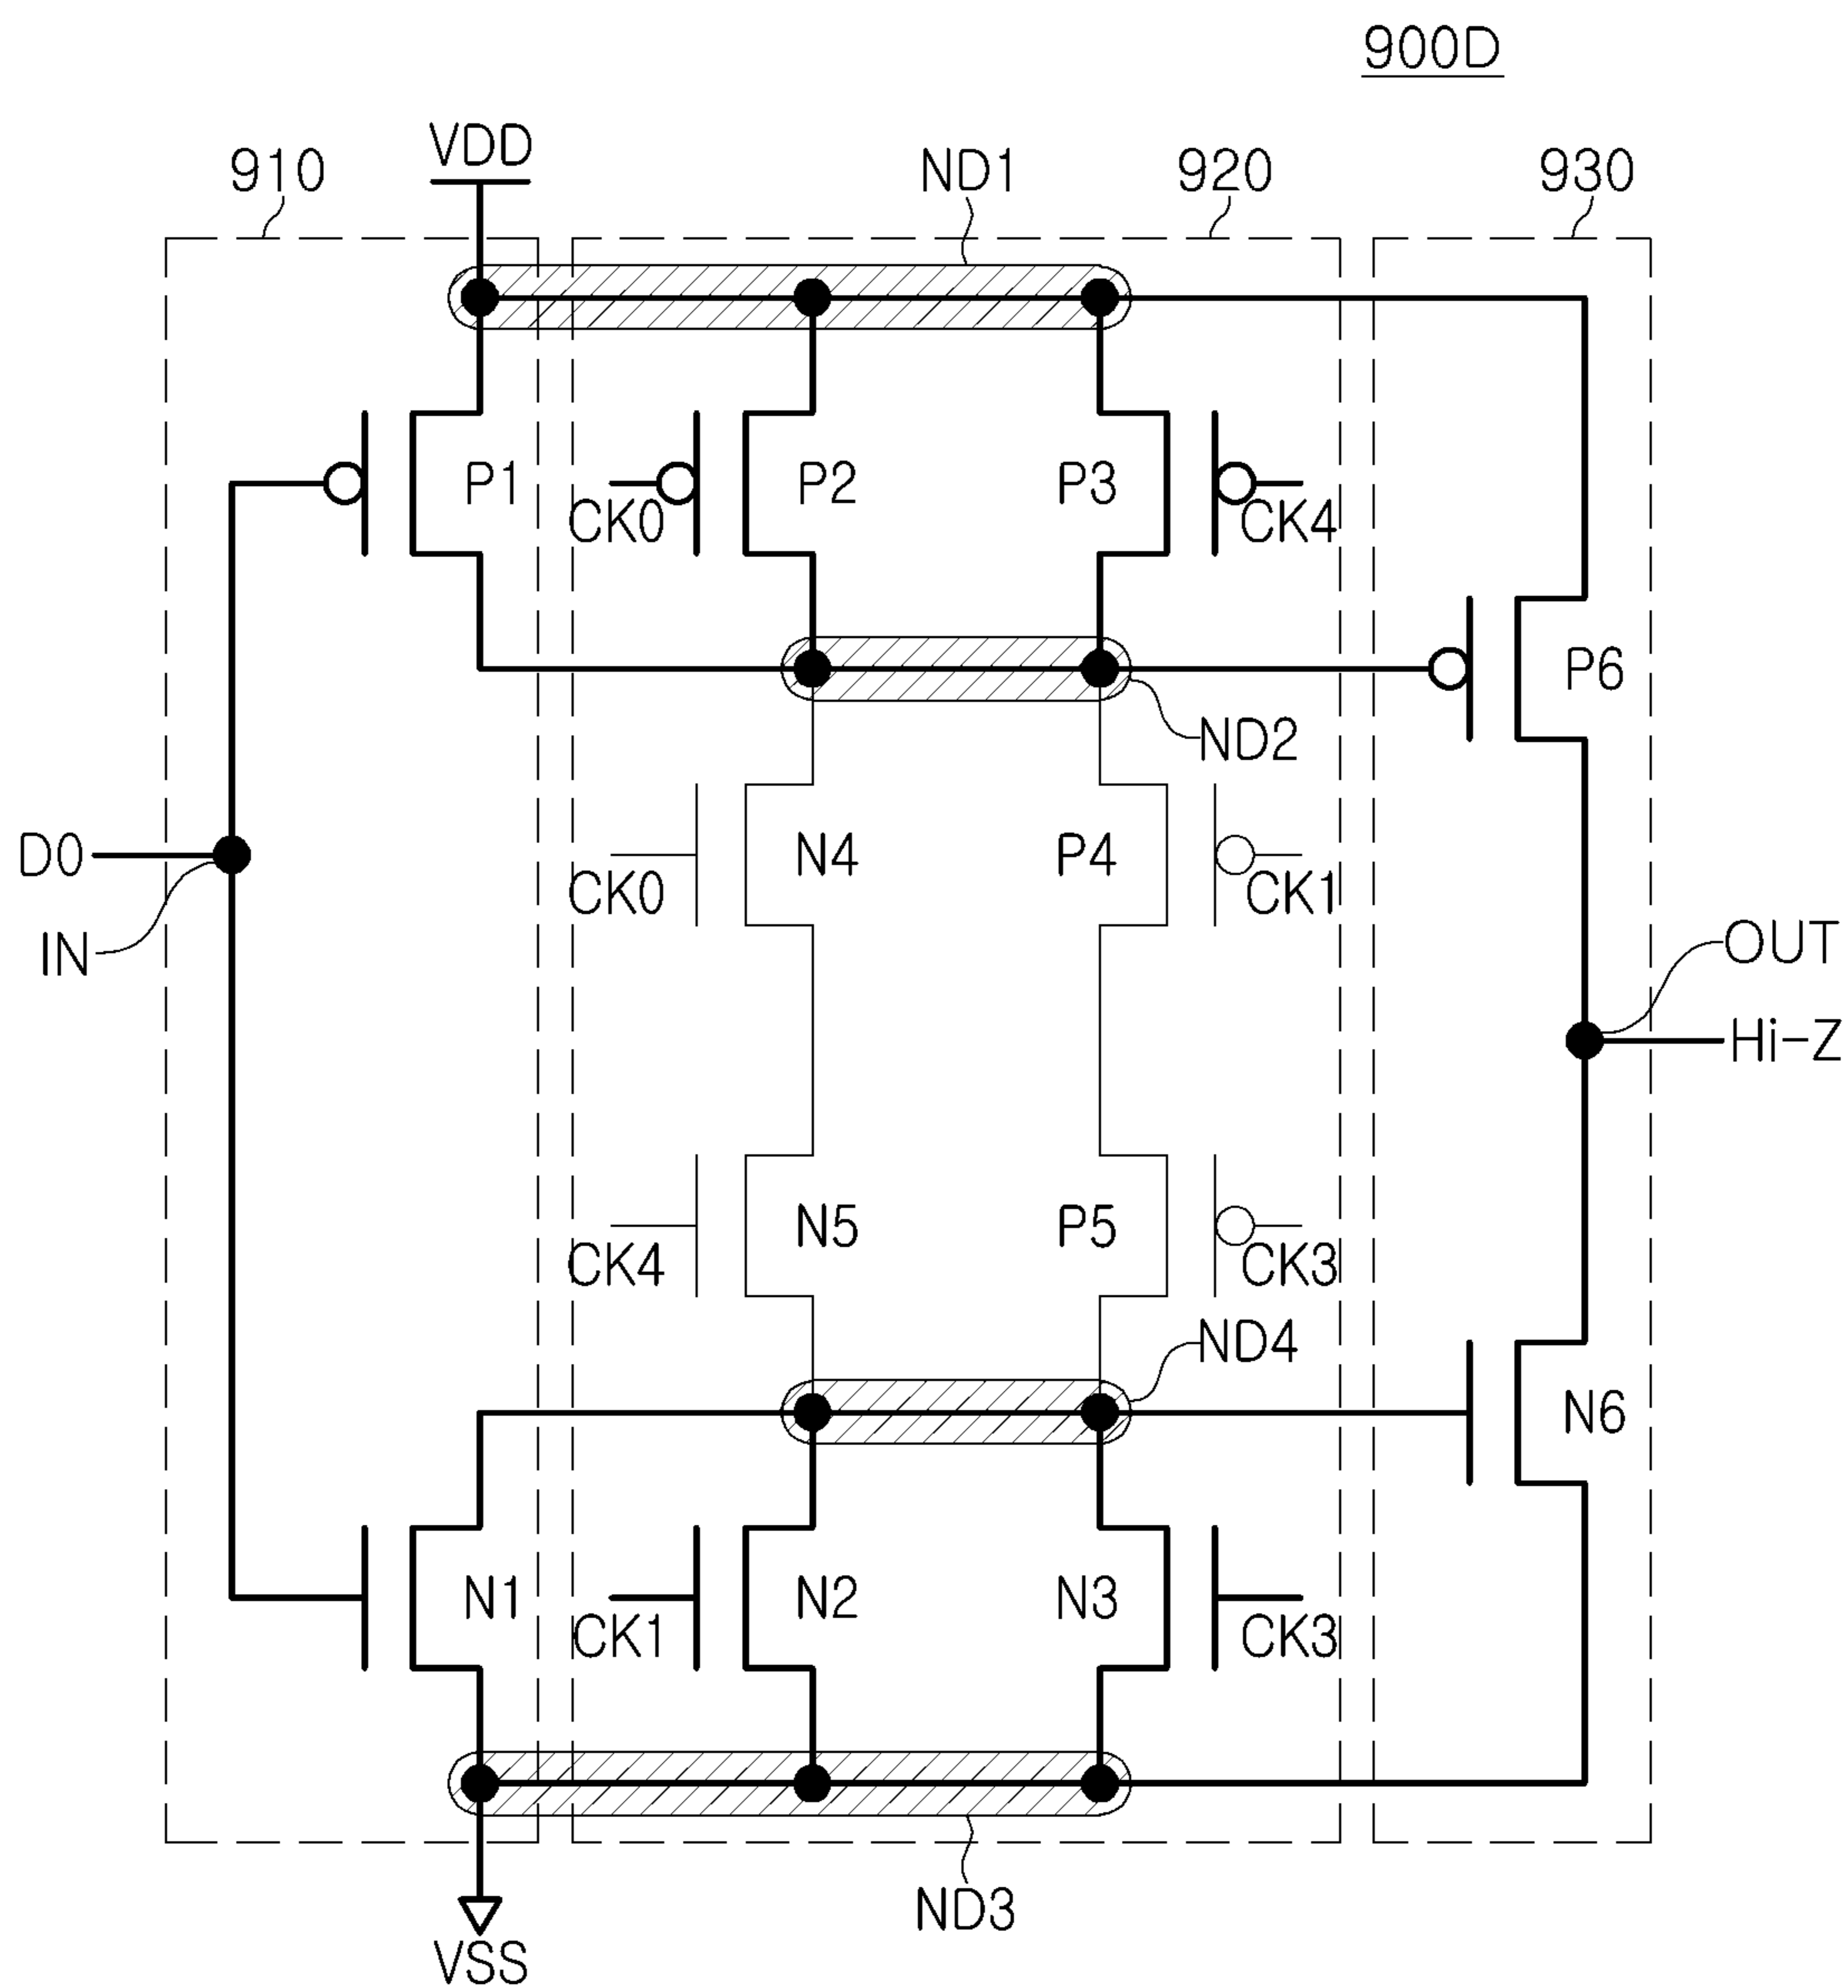 900D
VDD
910
ND1
920
930
P1
P2
P3
CK0
CK4
P6
ND2
D0
N4
P4
CK0
CK1
IN
OUT
Hi-Z
N5
P5
CK4
CK3
ND4
N6
N1
N2
N3
CK1
CK3
ND3
VSS